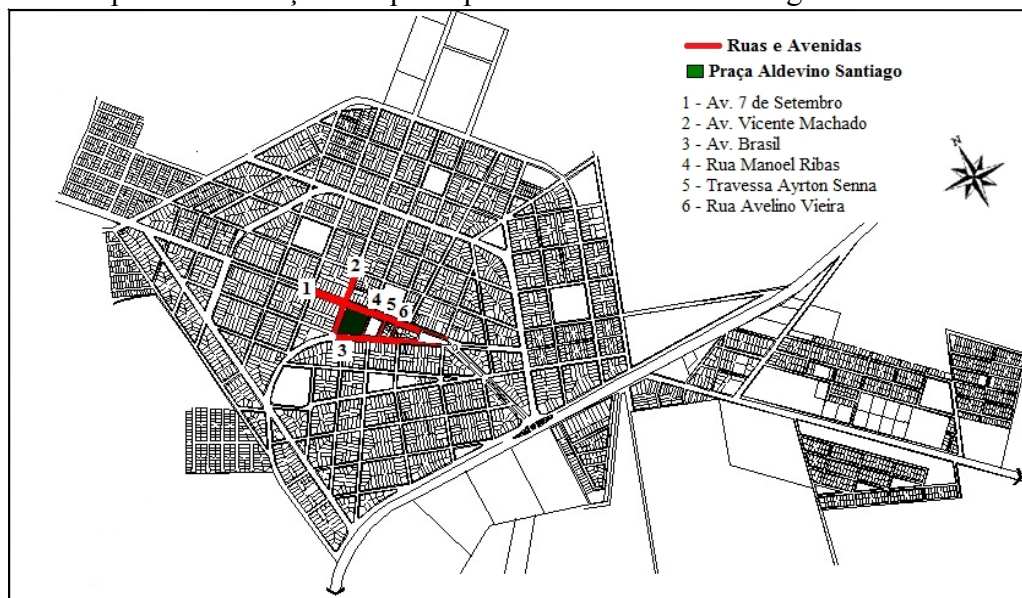 Ruas e Avenidas
Praça Aldevino Santiago
1 - Av. 7 de Setembro
2 - Av. Vicente Machado
3 - Av. Brasil
4 - Rua Manoel Ribas
5 - Travessa Ayrton Senna
6 - Rua Avelino Vieira
N
2
1
4
5
6
3